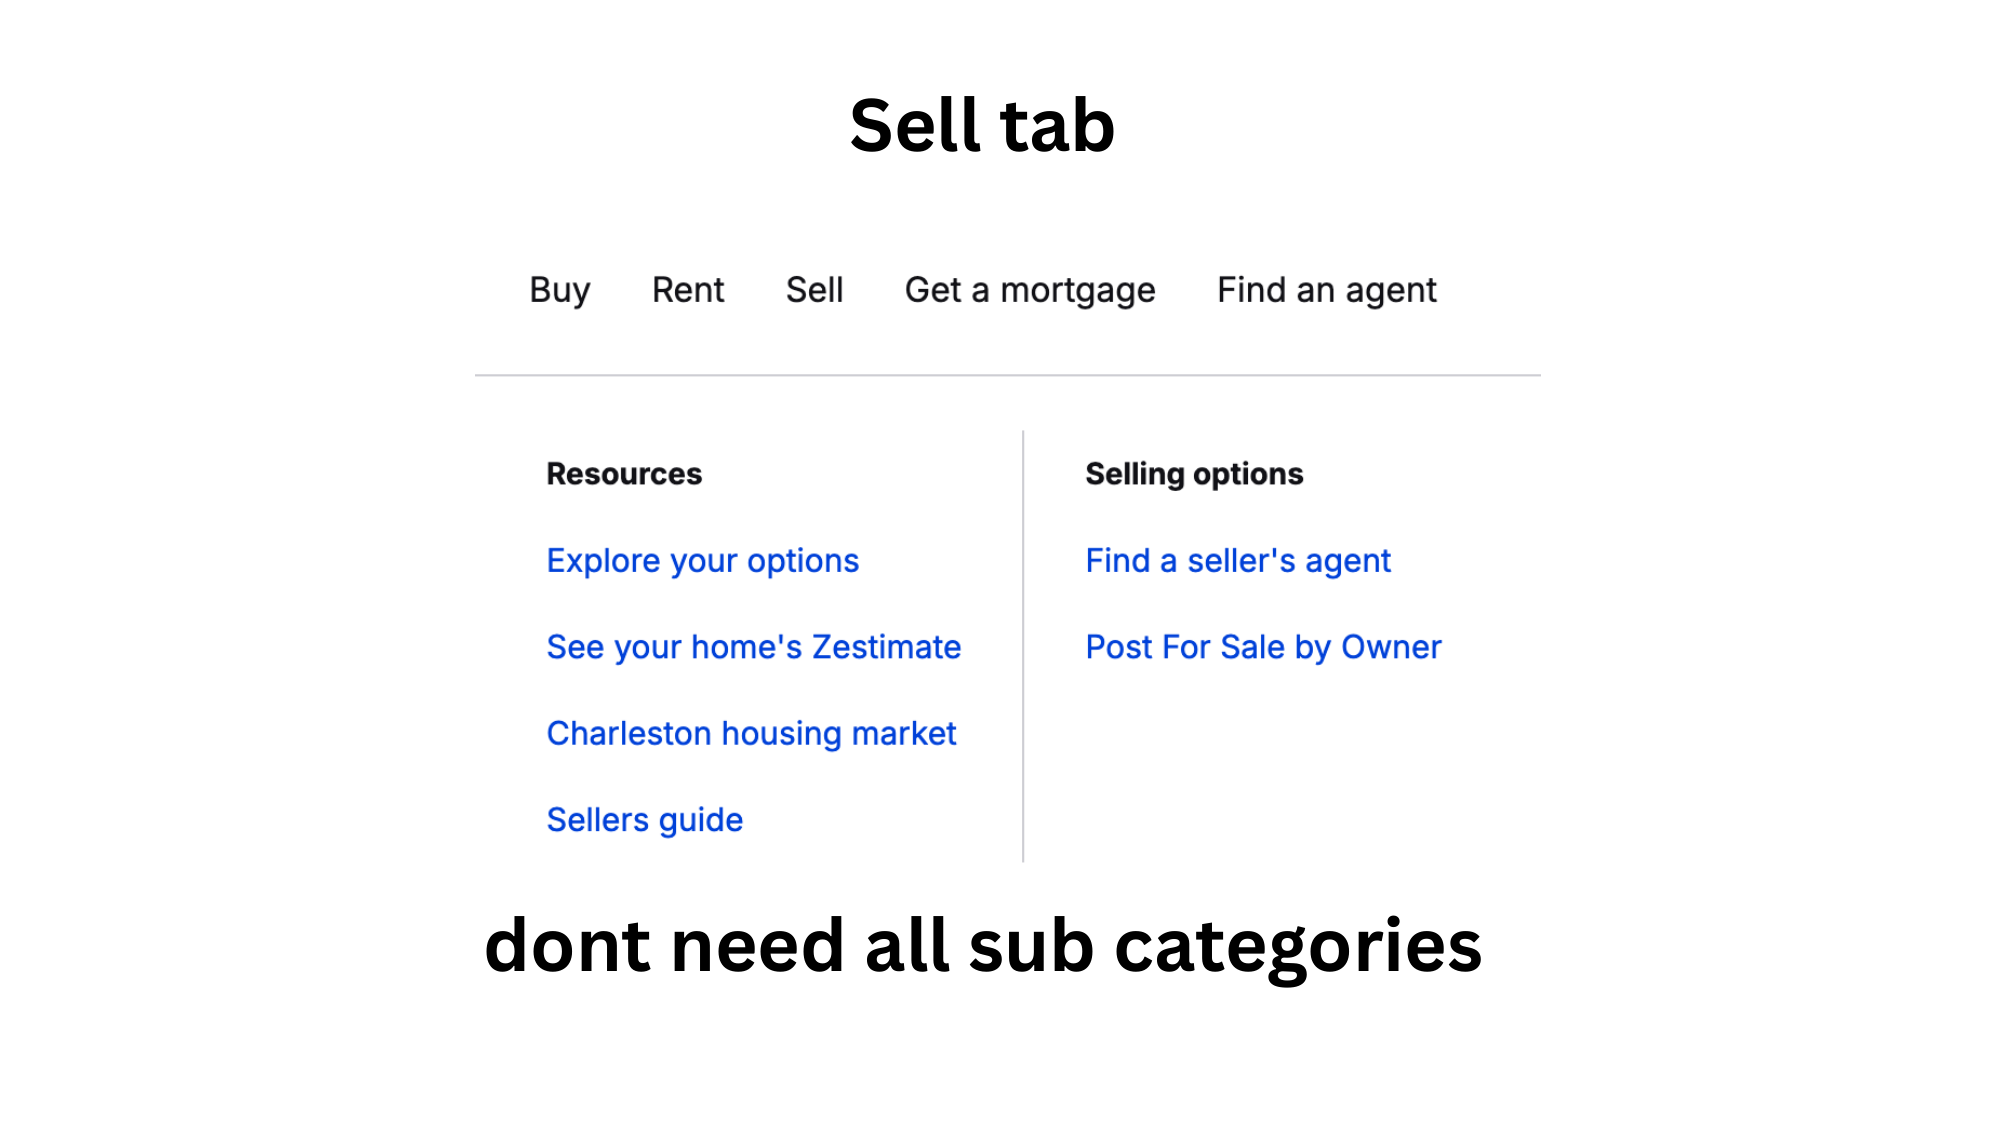 Sell tab
Buy Rent Sell Get a mortgage Find an agent
Resources
Explore your options
See your home's Zestimate
Charleston housing market
Sellers guide
Selling options
Find a seller's agent
Post For Sale by Owner
dont need all sub categories